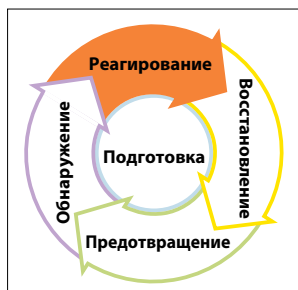 Реагирование
Восстановление
Обнаружение
Подготовка
Предотвращение